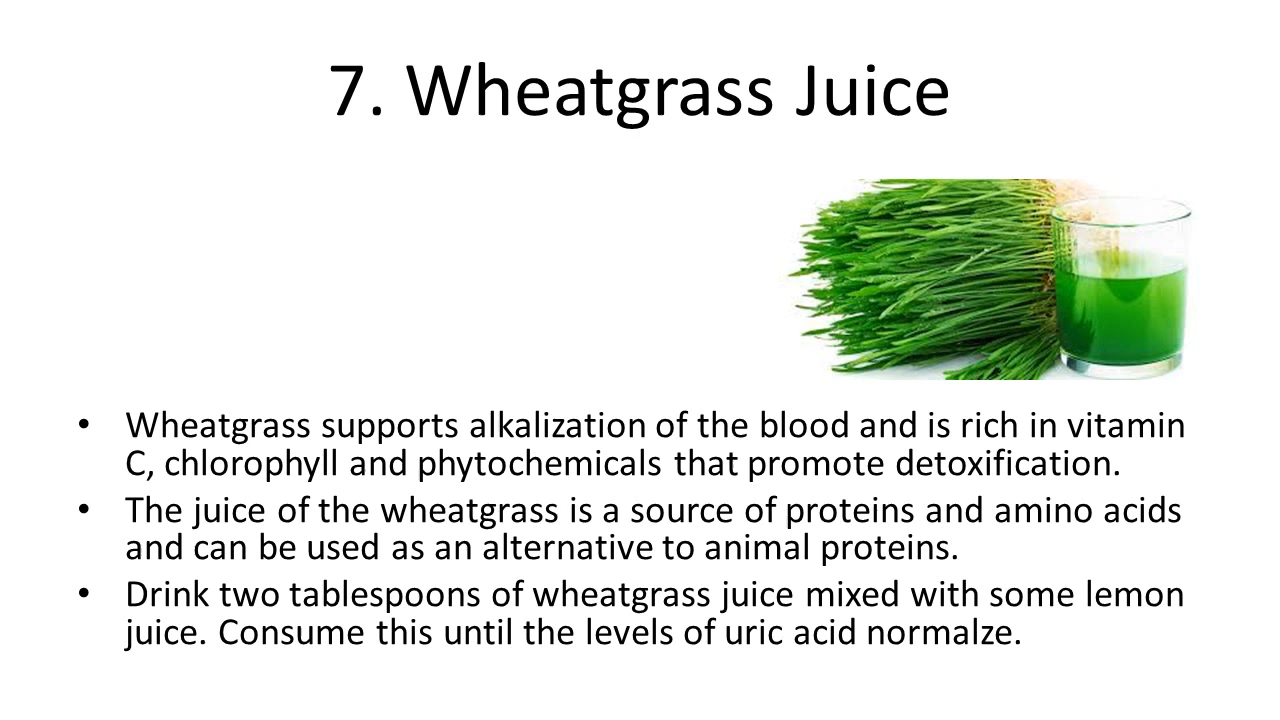 7. Wheatgrass Juice
• Wheatgrass supports alkalization of the blood and is rich in vitamin
C, chlorophyll and phytochemicals that promote detoxification.
• The juice of the wheatgrass is a source of proteins and amino acids
and can be used as an alternative to animal proteins.
• Drink two tablespoons of wheatgrass juice mixed with some lemon
juice. Consume this until the levels of uric acid normalze.